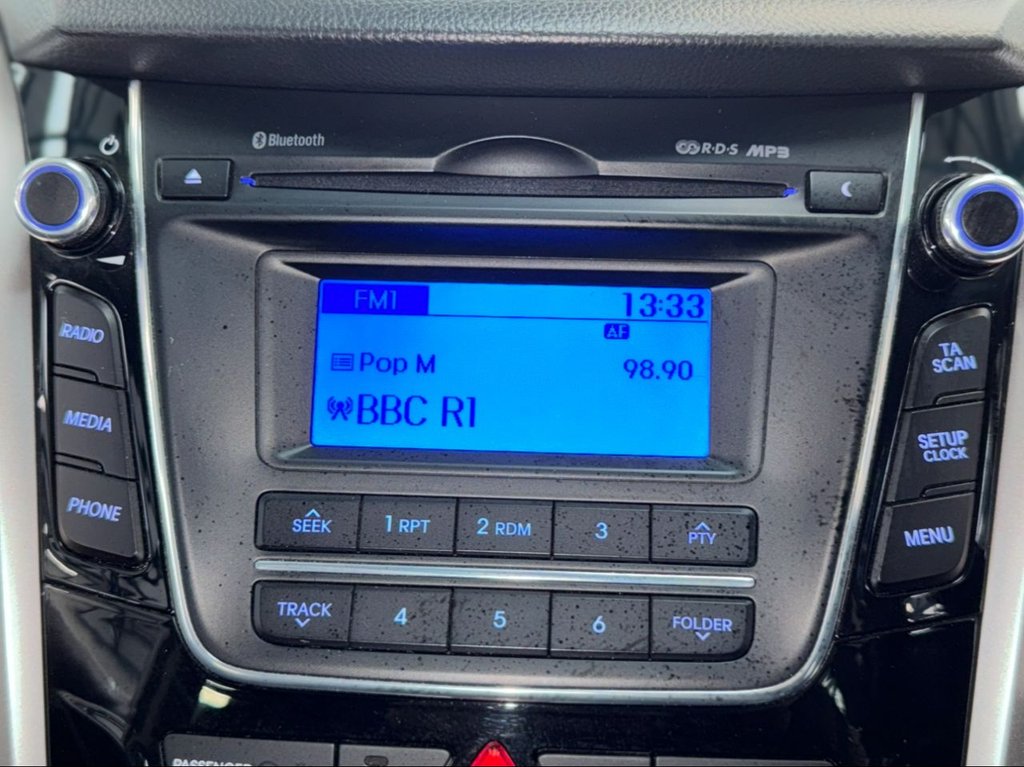 Bluetooth
R·D·S MP3
FM1 13:33
AF
Pop M 98.90
BBC R1
RADIO
MEDIA
PHONE
TA
SCAN
SETUP
CLOCK
MENU
SEEK 1 RPT 2 RDM 3 PTY
TRACK 4 5 6 FOLDER
PASSENGER